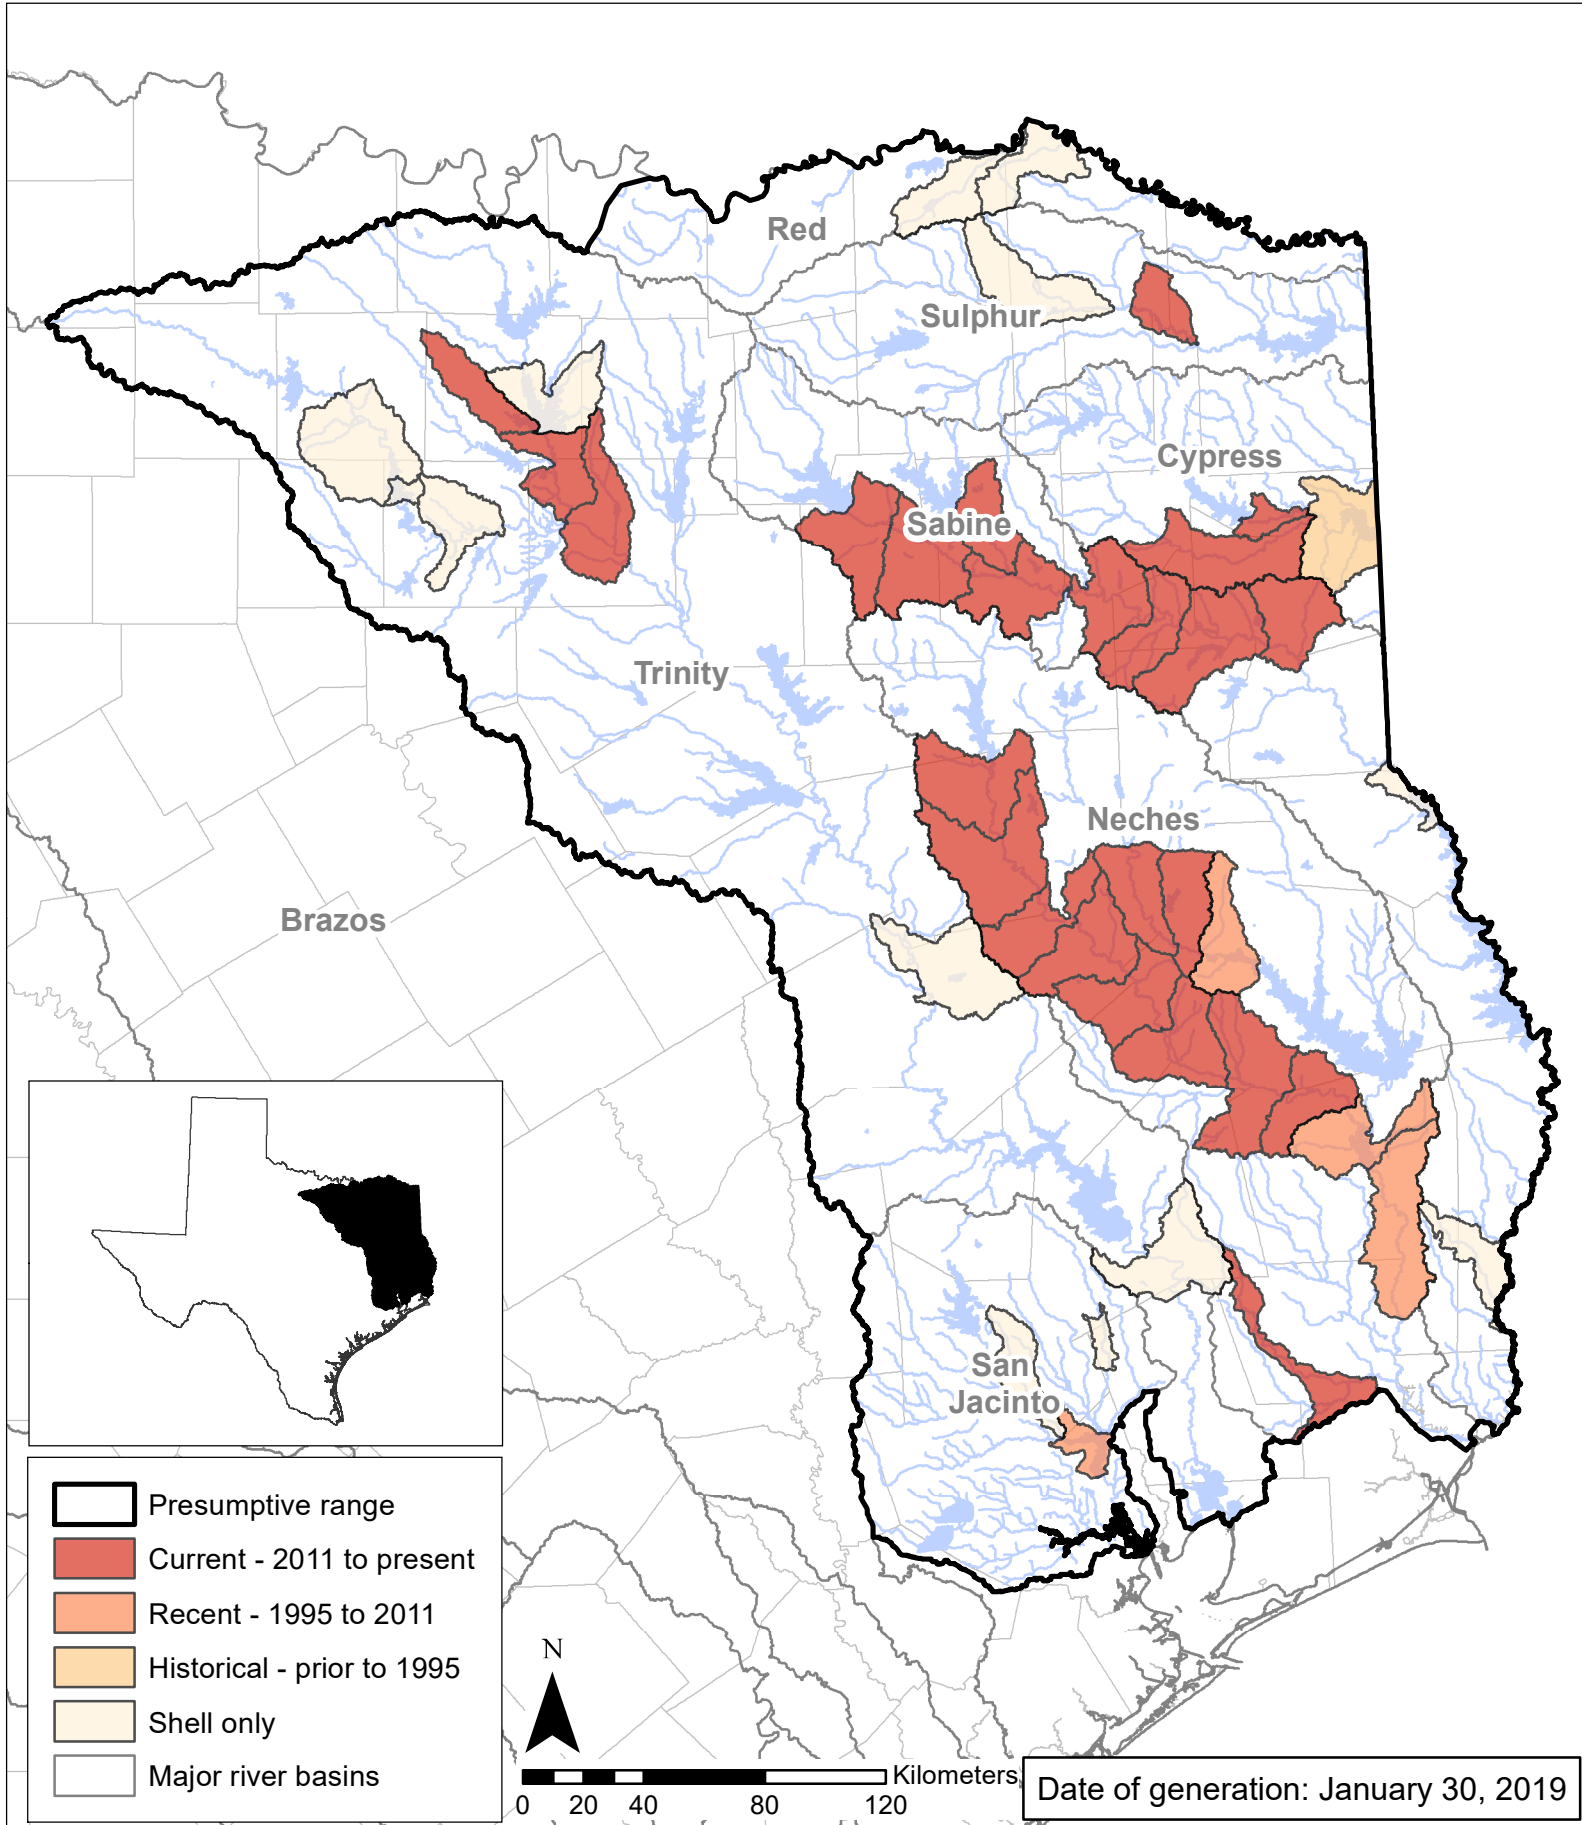 Red
Sulphur
Cypress
Sabine
Trinity
Neches
Brazos
San
Jacinto
Presumptive range
Current - 2011 to present
Recent - 1995 to 2011
Historical - prior to 1995
Shell only
Major river basins
N
Kilometers
0 20 40 80 120
Date of generation: January 30, 2019